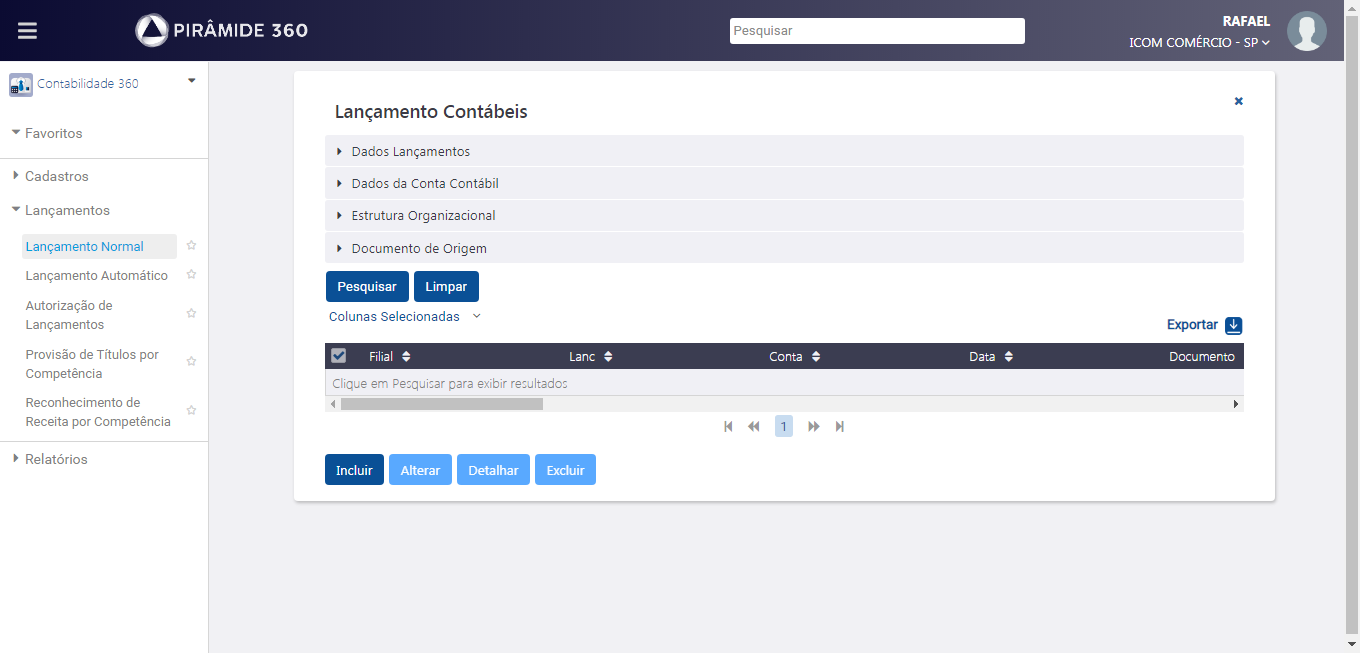 PIRÂMIDE 360
Pesquisar
RAFAEL
ICOM COMÉRCIO - SP
Contabilidade 360
Favoritos
Cadastros
Lançamentos
Lançamento Normal
Lançamento Automático
Autorização de
Lançamentos
Provisão de Títulos por
Competência
Reconhecimento de
Receita por Competência
Relatórios
Lançamento Contábeis
Dados Lançamentos
Dados da Conta Contábil
Estrutura Organizacional
Documento de Origem
Pesquisar Limpar
Colunas Selecionadas
Exportar
Filial Lanc Conta Data Documento
Clique em Pesquisar para exibir resultados
1
Incluir Alterar Detalhar Excluir